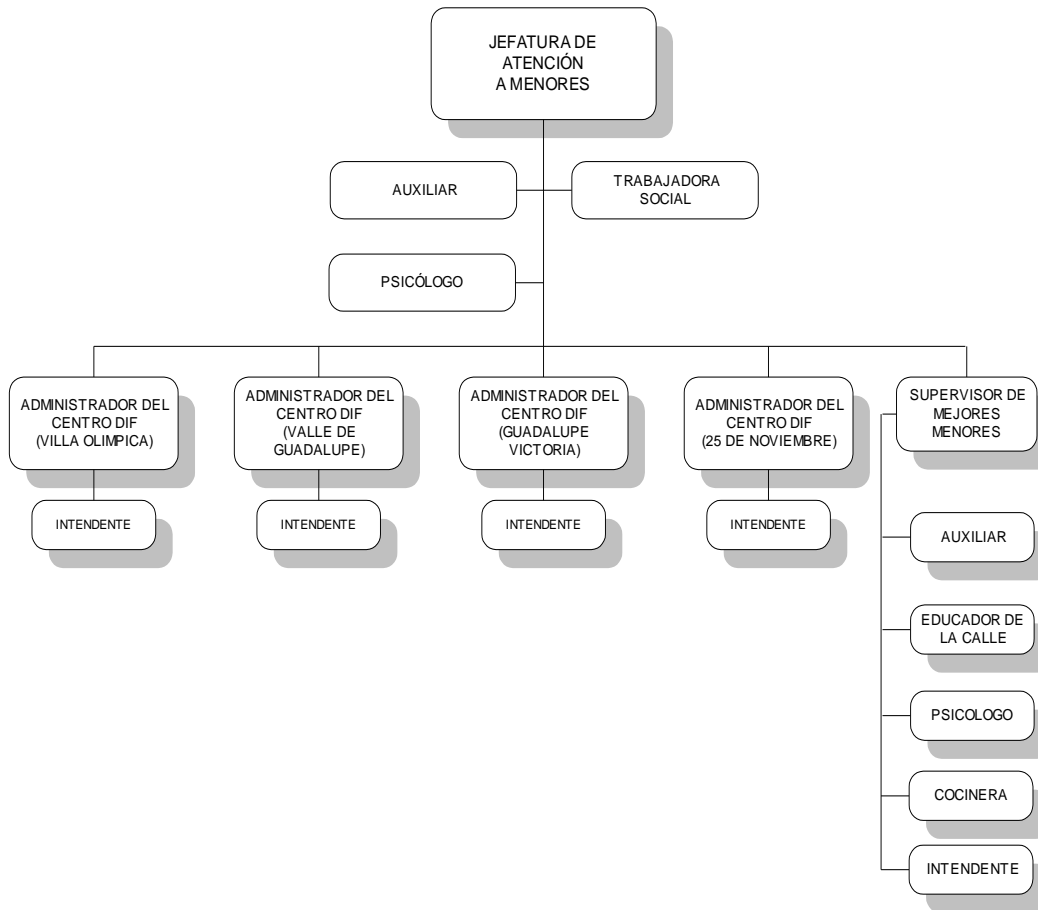 JEFATURA DE
ATENCIÓN
A MENORES
AUXILIAR
TRABAJADORA
SOCIAL
PSICÓLOGO
ADMINISTRADOR DEL
CENTRO DIF
(VILLA OLIMPICA)
ADMINISTRADOR DEL
CENTRO DIF
(VALLE DE
GUADALUPE)
ADMINISTRADOR DEL
CENTRO DIF
(GUADALUPE
VICTORIA)
ADMINISTRADOR DEL
CENTRO DIF
(25 DE NOVIEMBRE)
SUPERVISOR DE
MEJORES
MENORES
INTENDENTE
INTENDENTE
INTENDENTE
INTENDENTE
AUXILIAR
EDUCADOR DE
LA CALLE
PSICOLOGO
COCINERA
INTENDENTE